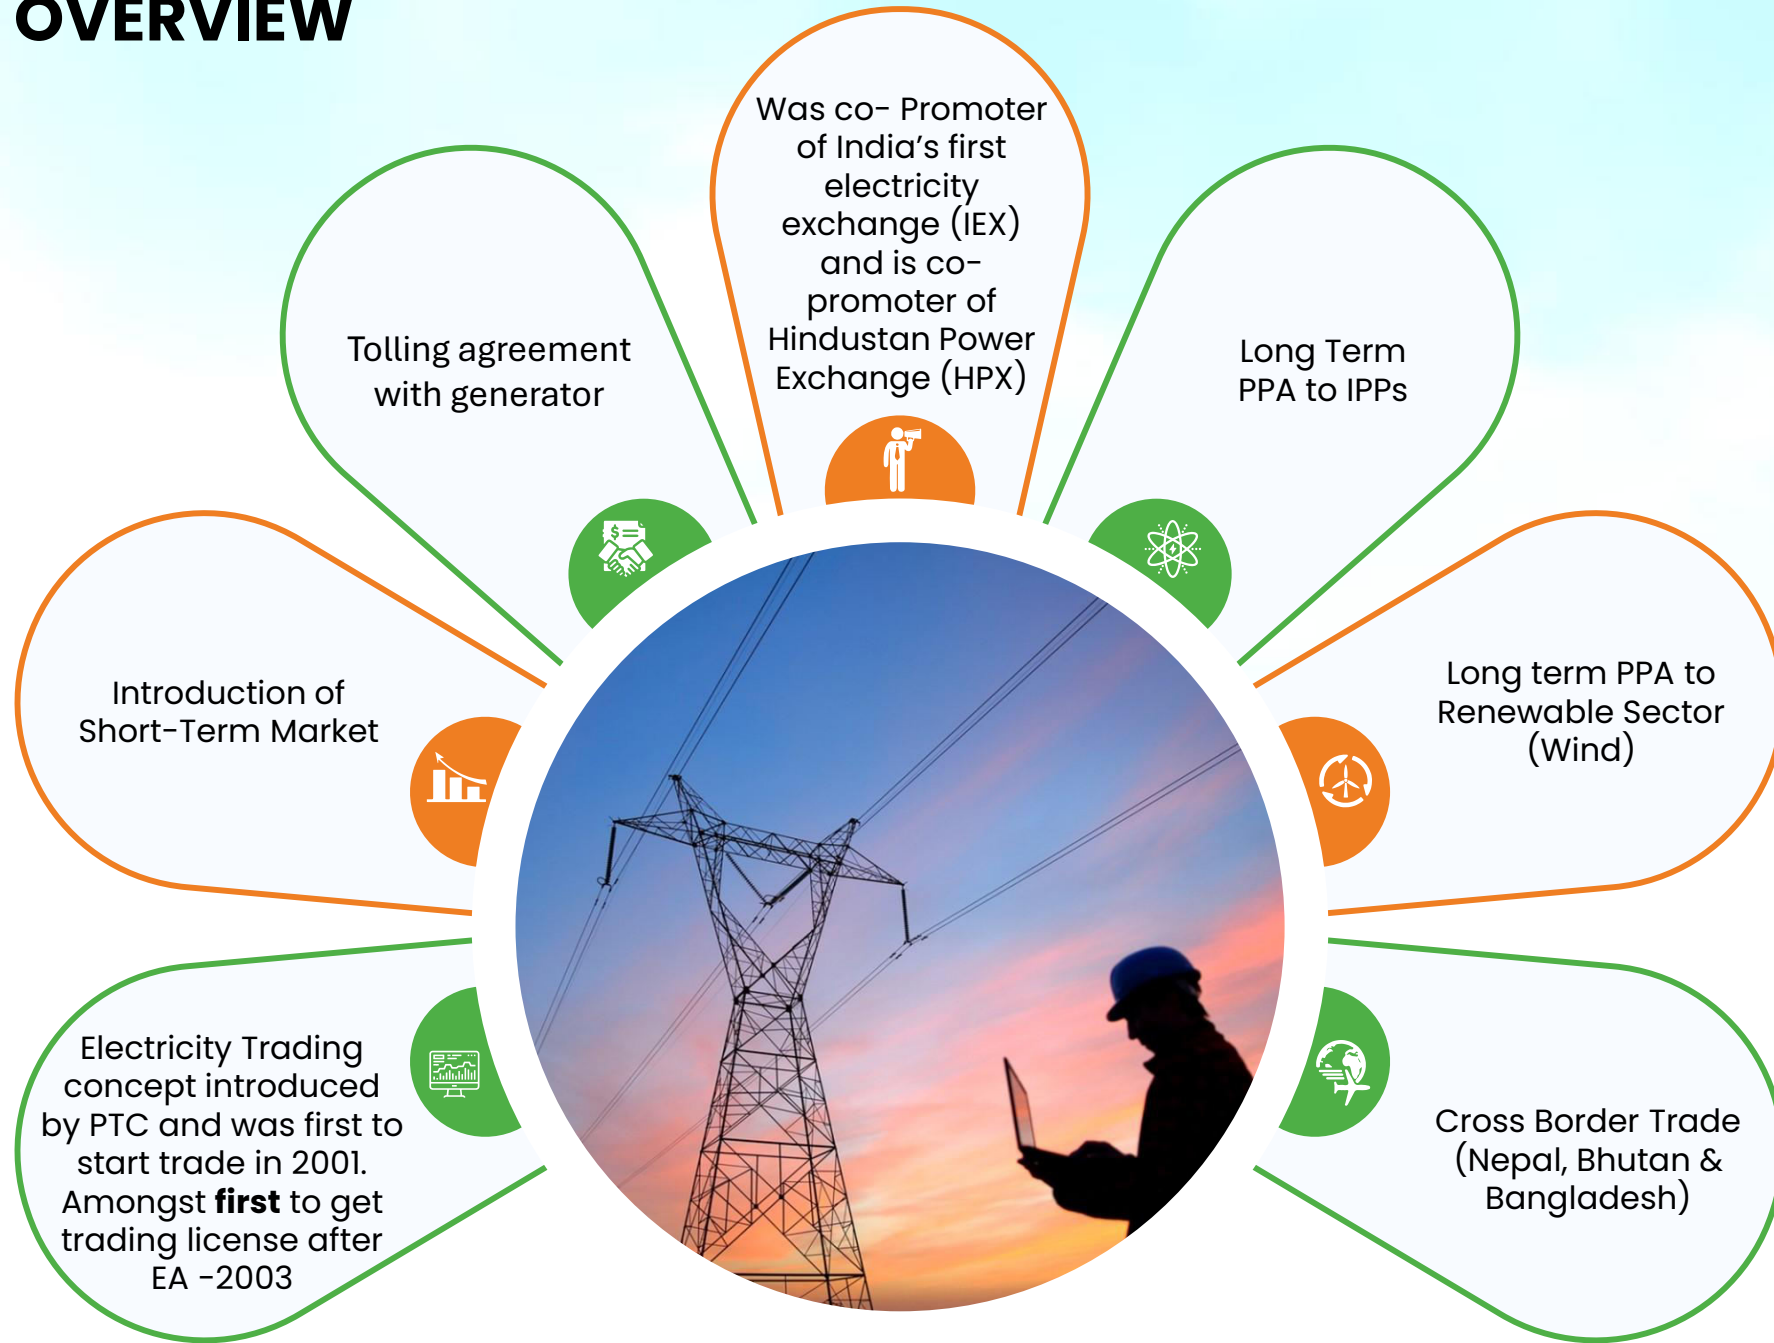 OVERVIEW
Was co- Promoter
of India’s first
electricity
exchange (IEX)
and is co-
promoter of
Hindustan Power
Exchange (HPX)
Tolling agreement
with generator
Long Term
PPA to IPPs
Introduction of
Short-Term Market
Long term PPA to
Renewable Sector
(Wind)
Electricity Trading
concept introduced
by PTC and was first to
start trade in 2001.
Amongst first to get
trading license after
EA -2003
Cross Border Trade
(Nepal, Bhutan &
Bangladesh)